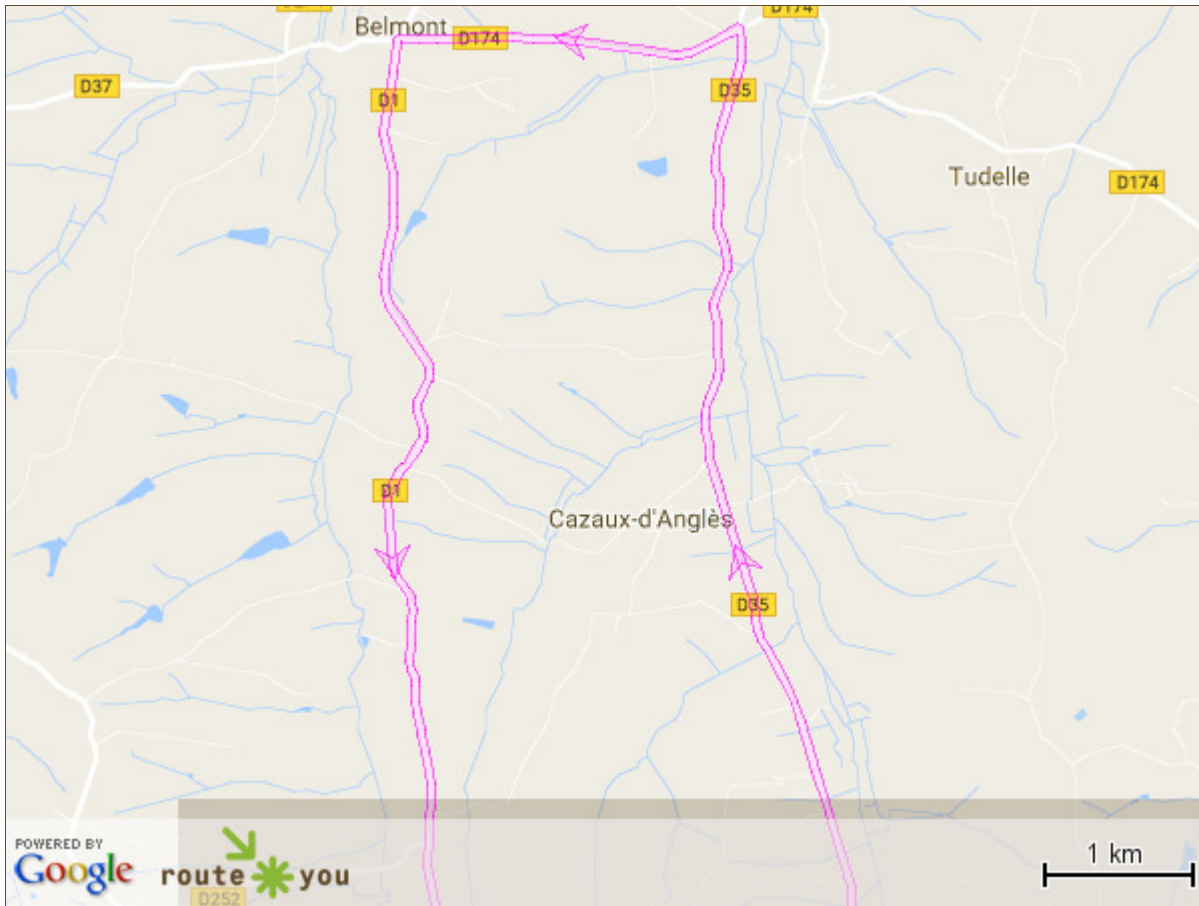 Belmont
D174
D174
D37
D1
D35
Tudelle
D174
D1
Cazaux-d'Anglès
D35
POWERED BY
Google
route you
D252
1 km